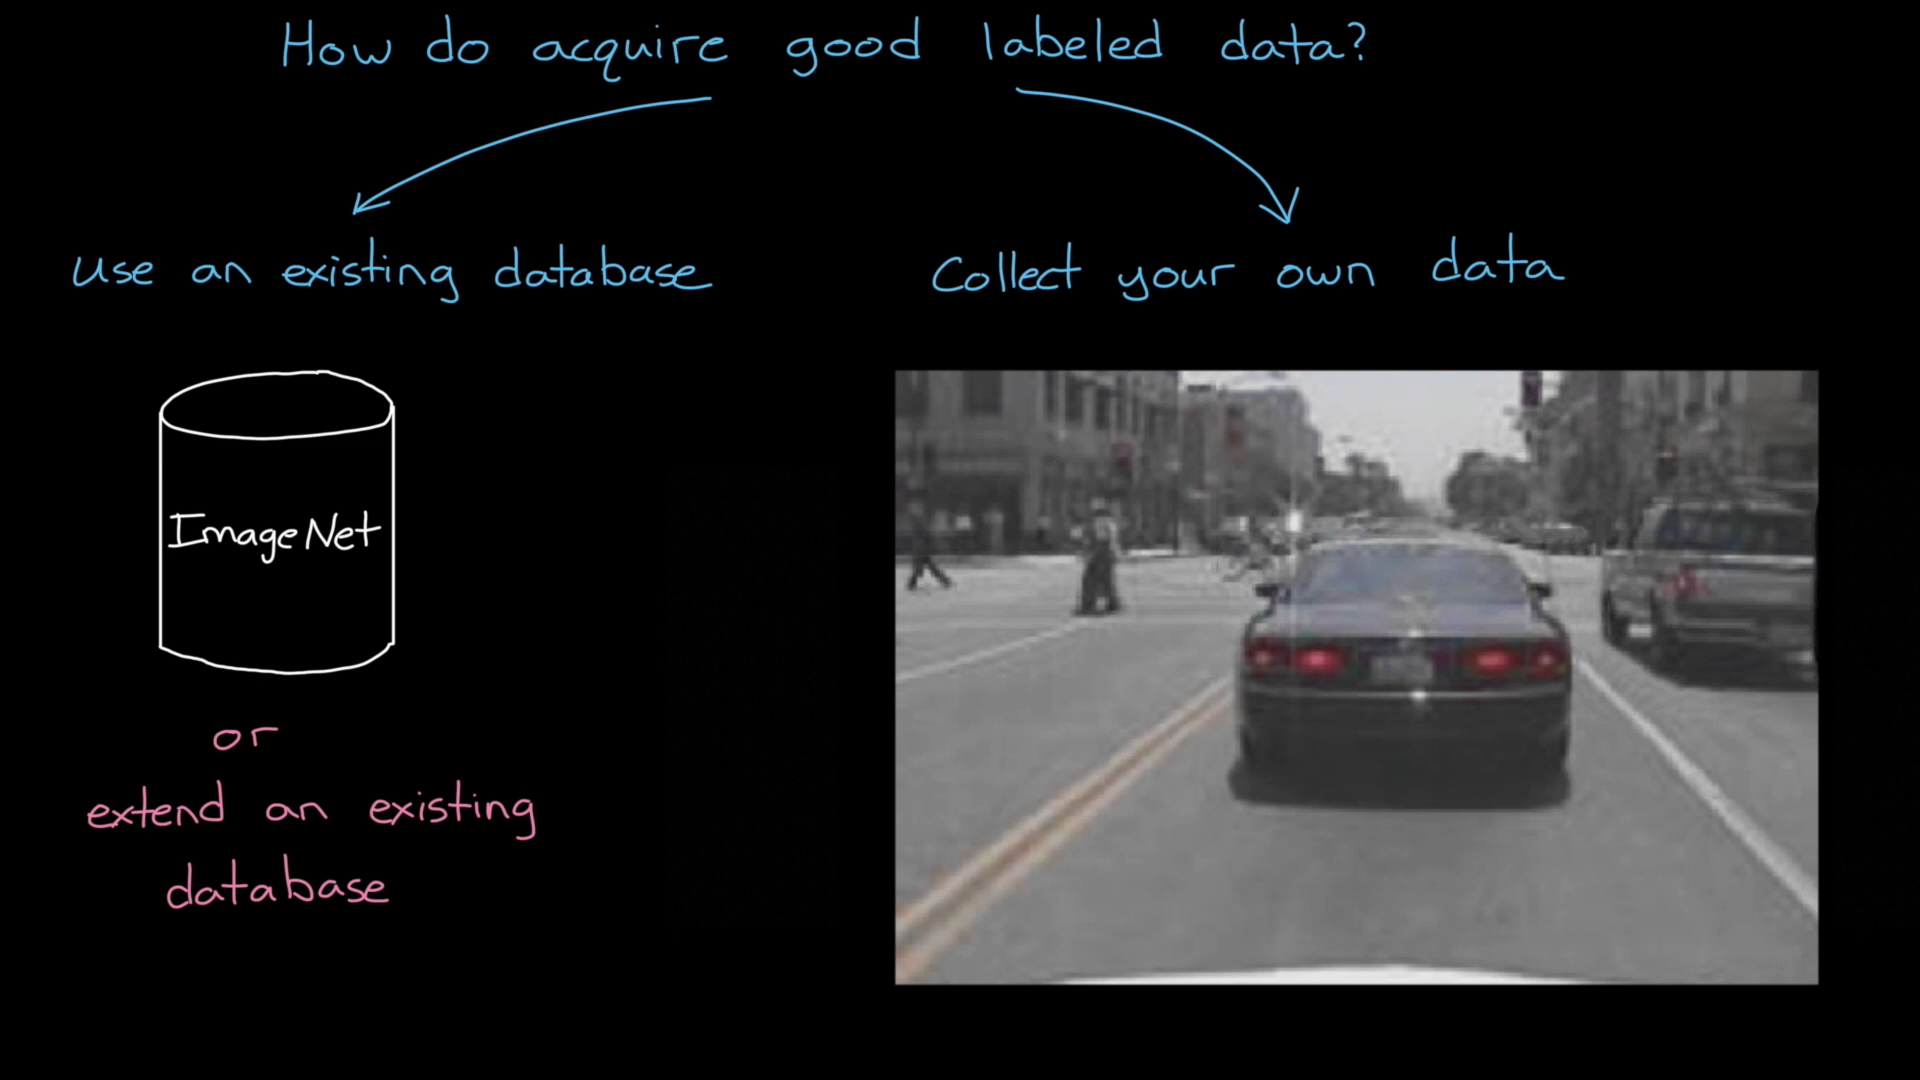 How do acquire good labeled data?
Use an existing database
Collect your own data
ImageNet
or
extend an existing
database